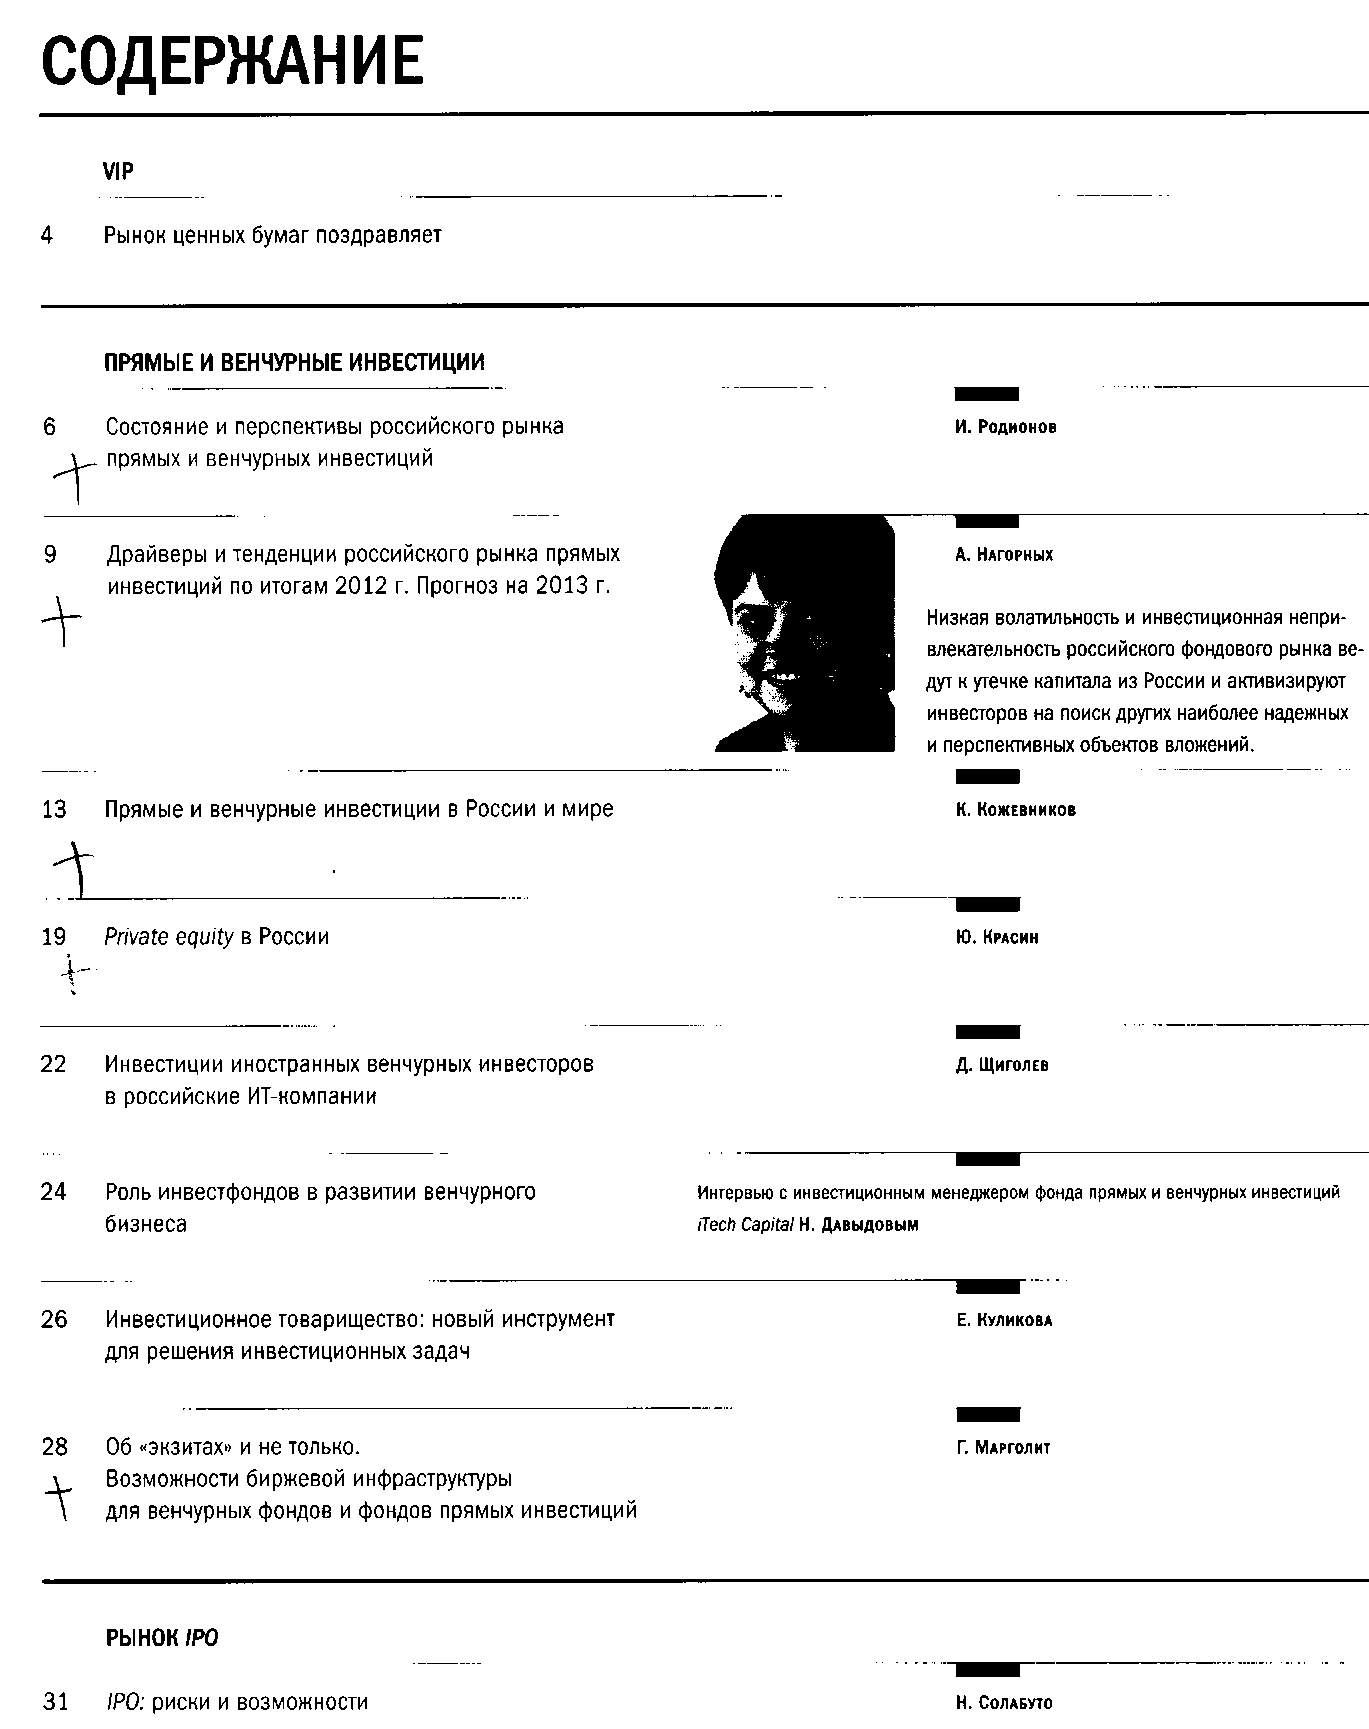 СОДЕРЖАНИЕ
VIP
4 Рынок ценных бумаг поздравляет
ПРЯМЫЕ И ВЕНЧУРНЫЕ ИНВЕСТИЦИИ
6 Состояние и перспективы российского рынка И. Родионов
прямых и венчурных инвестиций
9 Драйверы и тенденции российского рынка прямых А. Нагорных
инвестиций по итогам 2012 г. Прогноз на 2013 г.
Низкая волатильность и инвестиционная непри-
влекательность российского фондового рынка ве-
дут к утечке капитала из России и активизируют
инвесторов на поиск других наиболее надежных
и перспективных объектов вложений.
13 Прямые и венчурные инвестиции в России и мире К. Кожевников
19 Private equity в России Ю. Красин
22 Инвестиции иностранных венчурных инвесторов Д. Щиголев
в российские ИТ-компании
24 Роль инвестфондов в развитии венчурного Интервью с инвестиционным менеджером фонда прямых и венчурных инвестиций
бизнеса iTech Capital Н. Давыдовым
26 Инвестиционное товарищество: новый инструмент Е. Куликова
для решения инвестиционных задач
28 Об «экзитах» и не только. Г. Марголит
Возможности биржевой инфраструктуры
для венчурных фондов и фондов прямых инвестиций
РЫНОК IPO
31 IPO: риски и возможности Н. Солабуто